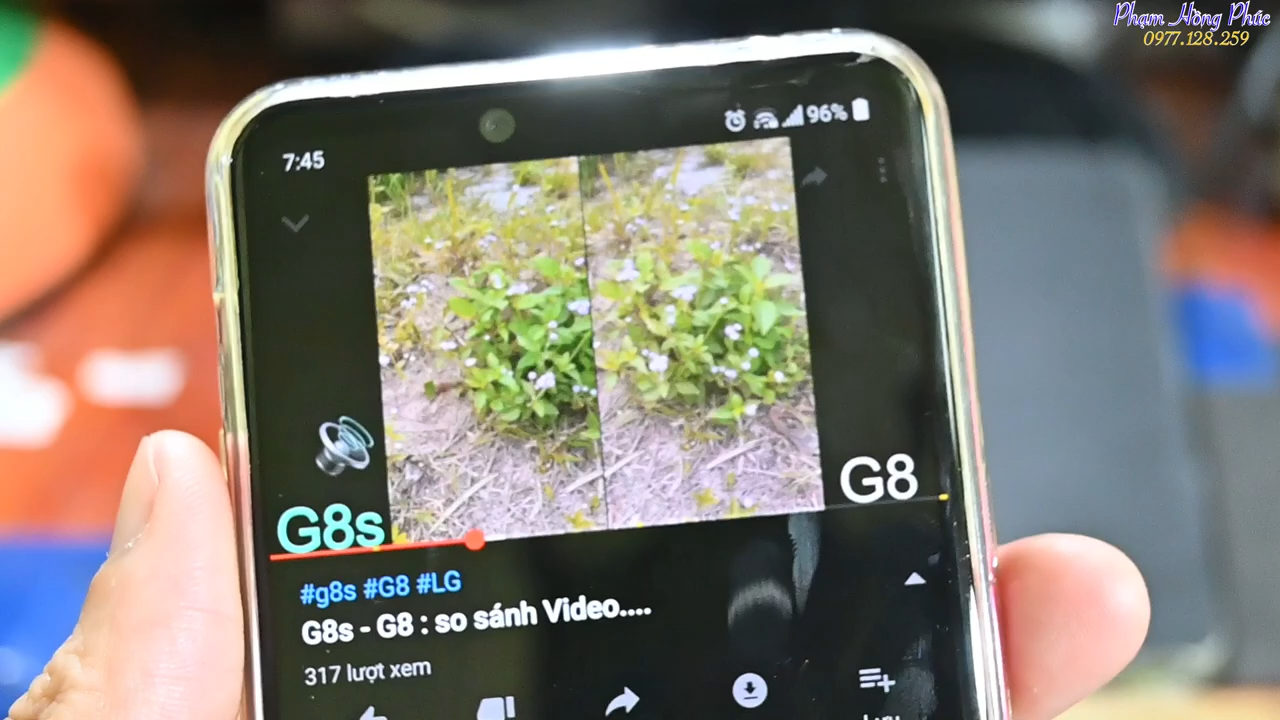 Phạm Hồng Phúc
0977.128.259
7:45
96%
G8s
G8
#g8s #G8 #LG
G8s - G8 : so sánh Video....
317 lượt xem